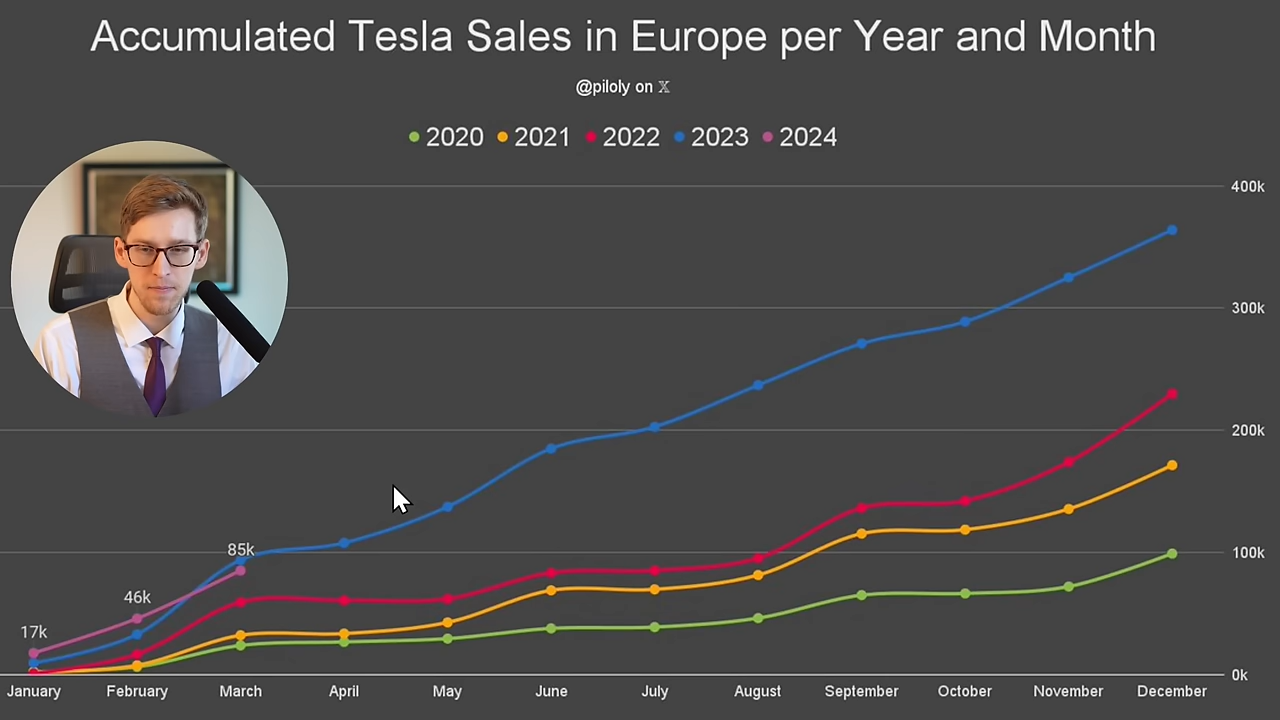 Accumulated Tesla Sales in Europe per Year and Month
@piloly on 𝕏
2020 2021 2022 2023 2024
400k
300k
200k
100k
0k
85k
46k
17k
January February March April May June July August September October November December